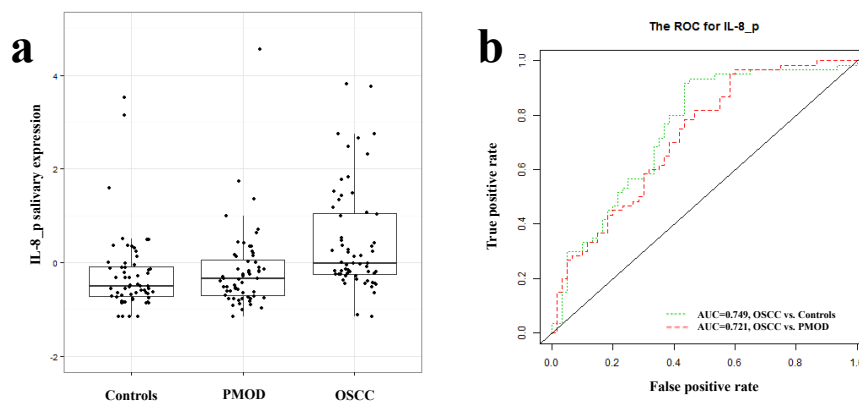 a
IL-8_p salivary expression
4
2
0
-2
Controls PMOD OSCC
b
The ROC for IL-8_p
True positive rate
1.0
0.8
0.6
0.4
0.2
0.0
AUC=0.749, OSCC vs. Controls
AUC=0.721, OSCC vs. PMOD
0.0 0.2 0.4 0.6 0.8 1.0
False positive rate